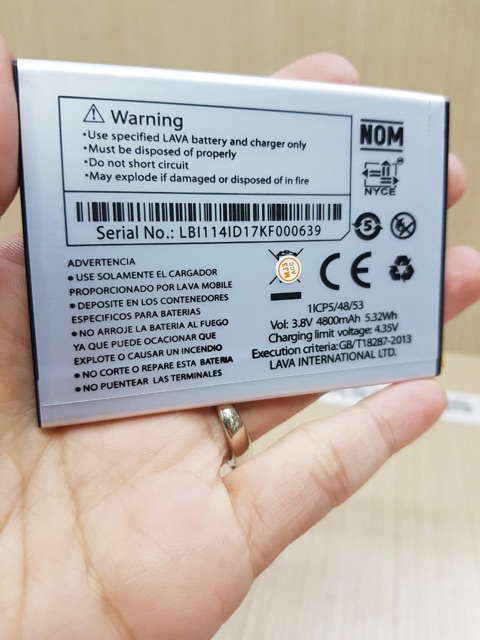 Warning
•Use specified LAVA battery and charger only
•Must be disposed of properly
•Do not short circuit
•May explode if damaged or disposed of in fire
NOM
NYCE
Serial No.: LBI114ID17KF000639
5
ADVERTENCIA
• USE SOLAMENTE EL CARGADOR
PROPORCIONADO POR LAVA MOBILE
• DEPOSITE EN LOS CONTENEDORES
ESPECIFICOS PARA BATERIAS
• NO ARROJE LA BATERIA AL FUEGO
YA QUE PUEDE OCACIONAR QUE
EXPLOTE O CAUSAR UN INCENDIO
• NO CORTE O REPARE ESTA BATERIA
• NO PUENTEAR LAS TERMINALES
CE
1ICP5/48/53
Vol: 3.8V 4800mAh 5.32Wh
Charging limit voltage: 4.35V
Execution criteria: GB/T18287-2013
LAVA INTERNATIONAL LTD.